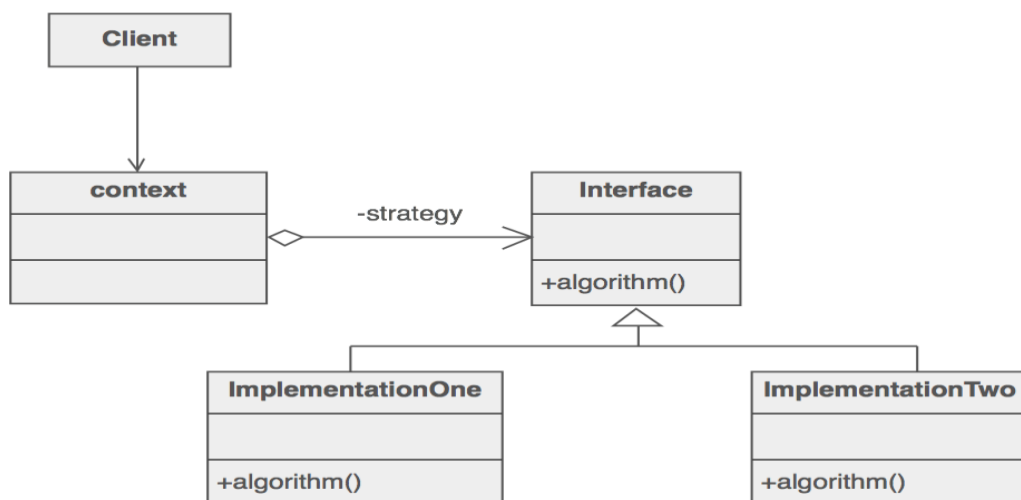 Client
context
-strategy
Interface
+algorithm()
ImplementationOne
+algorithm()
ImplementationTwo
+algorithm()